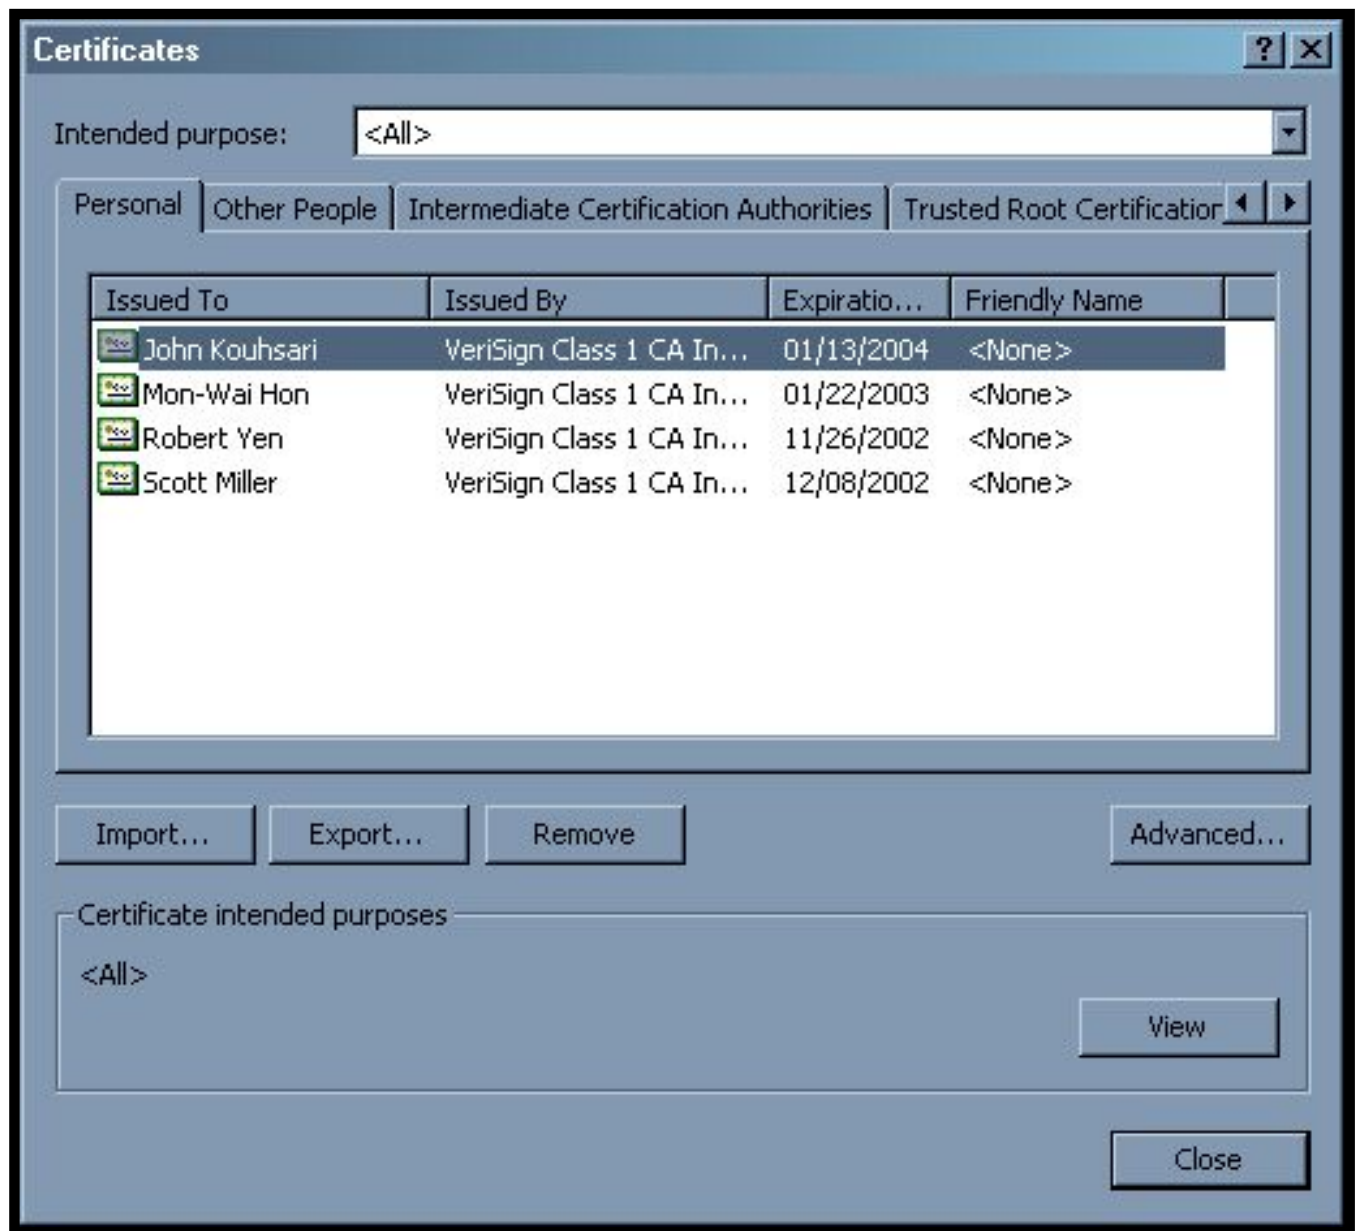 Certificates
Intended purpose: <All>
Personal Other People Intermediate Certification Authorities Trusted Root Certification
Issued To Issued By Expiratio... Friendly Name
John Kouhsari VeriSign Class 1 CA In... 01/13/2004 <None>
Mon-Wai Hon VeriSign Class 1 CA In... 01/22/2003 <None>
Robert Yen VeriSign Class 1 CA In... 11/26/2002 <None>
Scott Miller VeriSign Class 1 CA In... 12/08/2002 <None>
Import... Export... Remove Advanced...
Certificate intended purposes
<All>
View
Close